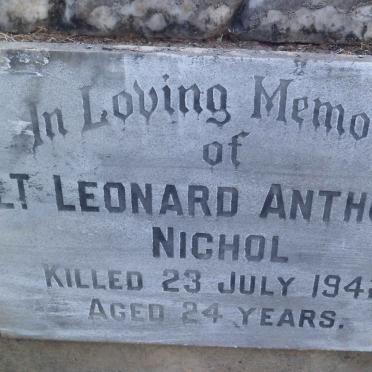 In Loving Memo
of
LT LEONARD ANTHO
NICHOL
KILLED 23 JULY 194
AGED 24 YEARS.